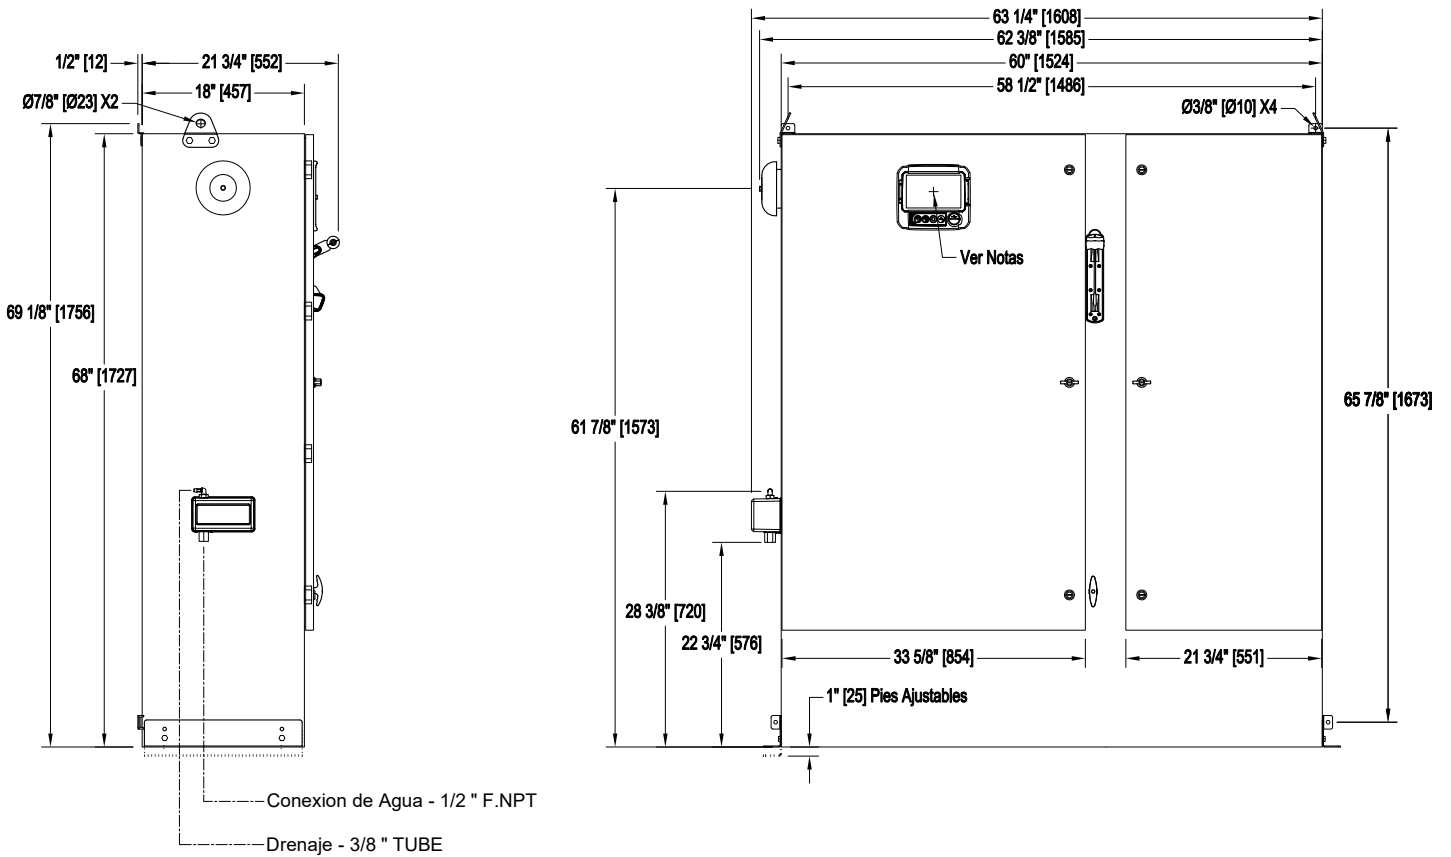 63 1/4" [1608]
62 3/8" [1585]
1/2" [12]
21 3/4" [552]
60" [1524]
18" [457]
58 1/2" [1486]
Ø7/8" [Ø23] X2
Ø3/8" [Ø10] X4
Ver Notas
69 1/8" [1756]
68" [1727]
65 7/8" [1673]
61 7/8" [1573]
28 3/8" [720]
22 3/4" [576]
33 5/8" [854]
21 3/4" [551]
1" [25] Pies Ajustables
Conexion de Agua - 1/2 " F.NPT
Drenaje - 3/8 " TUBE